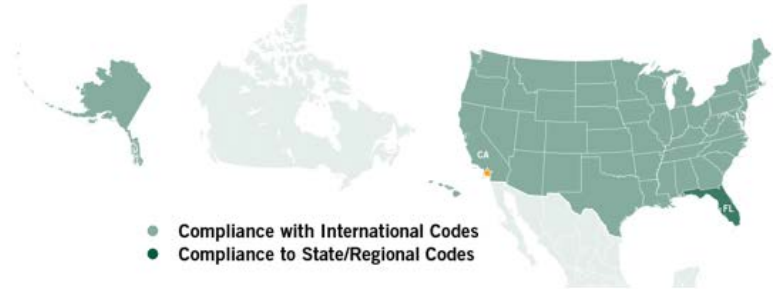 CA
FL
Compliance with International Codes
Compliance to State/Regional Codes